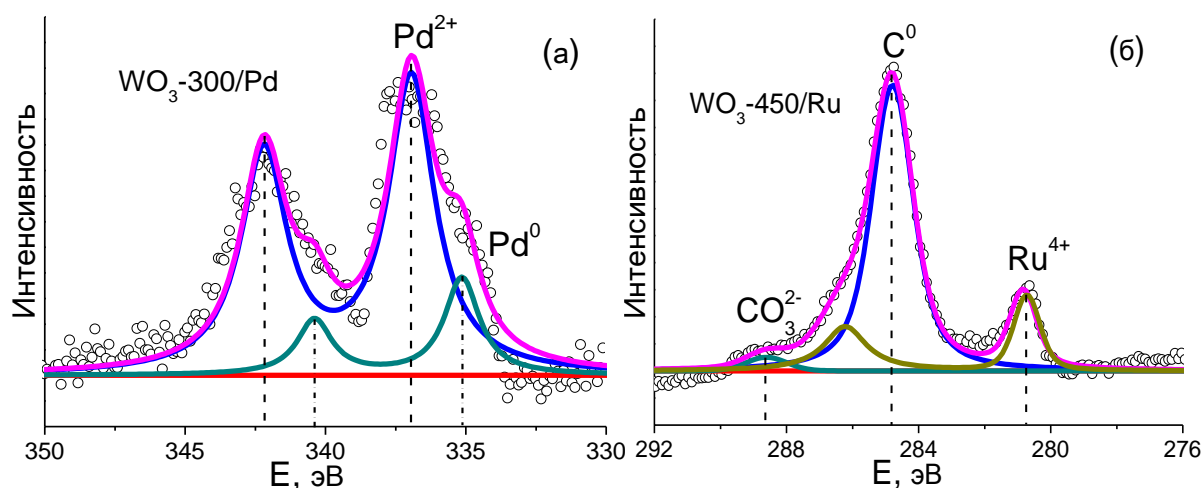 Pd²⁺
(а)
WO₃-300/Pd
Pd⁰
Интенсивность
350 345 340 335 330
E, эВ
C⁰
(б)
WO₃-450/Ru
Ru⁴⁺
CO₃²⁻
Интенсивность
292 288 284 280 276
E, эВ